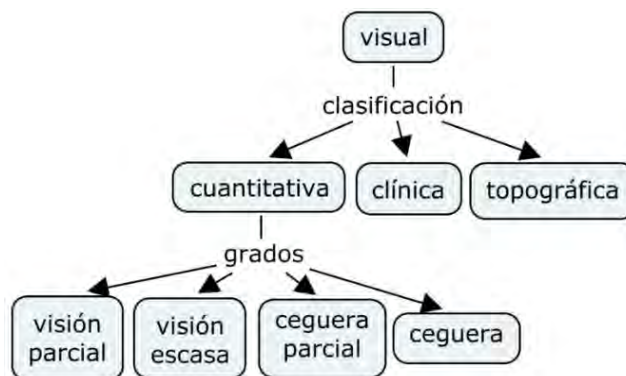 visual
clasificación
cuantitativa
clínica
topográfica
grados
visión
parcial
visión
escasa
ceguera
parcial
ceguera